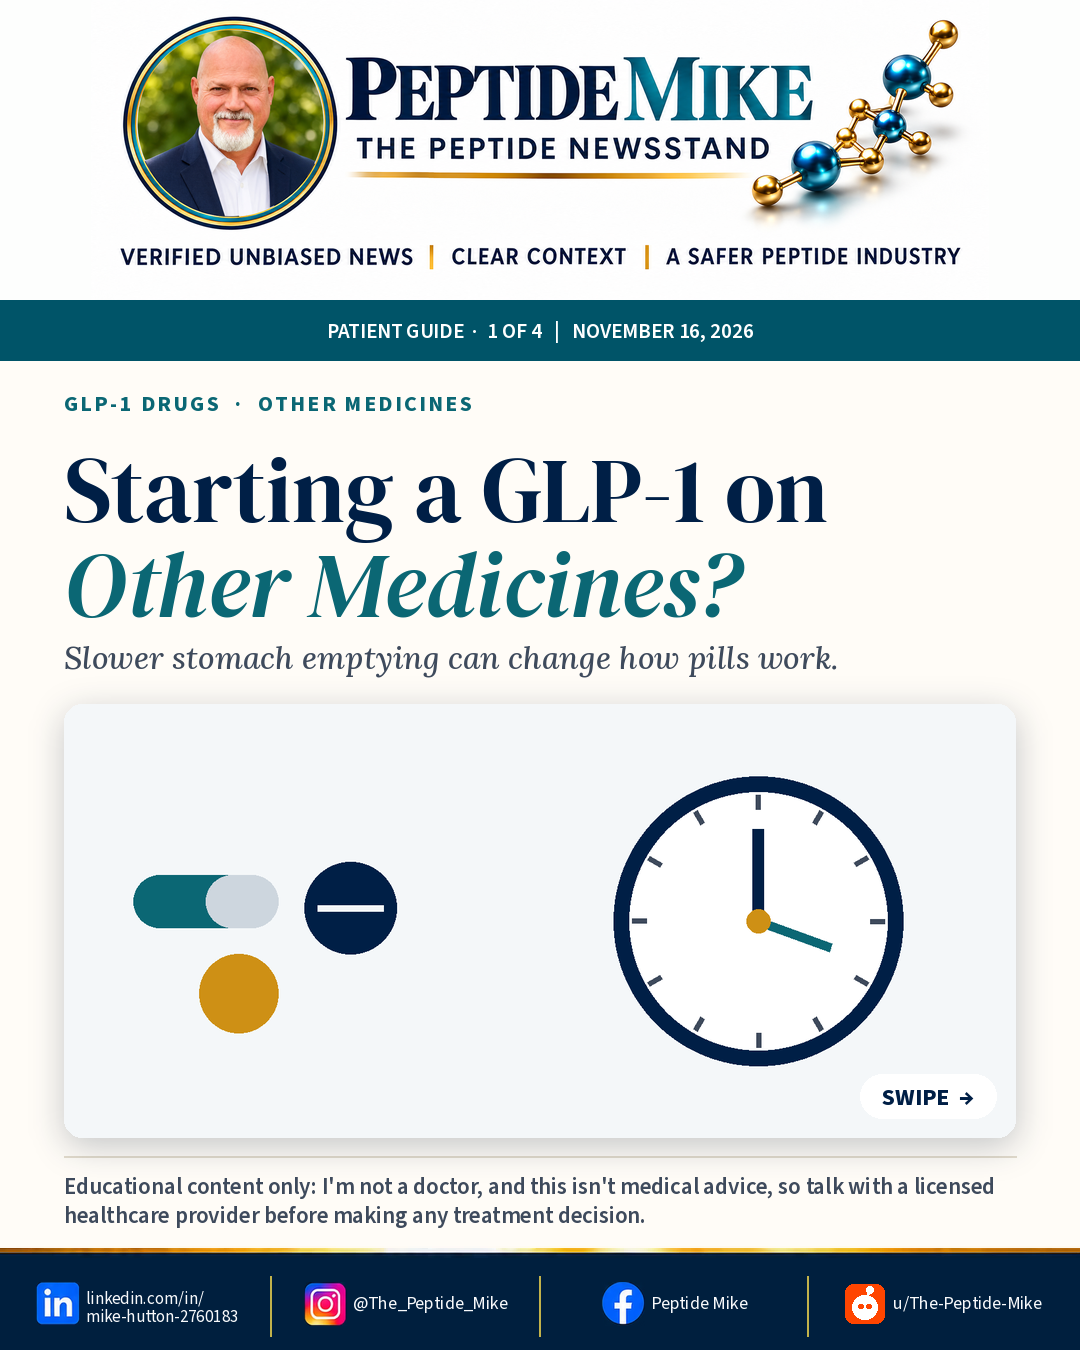 PEPTIDEMIKE
THE PEPTIDE NEWSSTAND
VERIFIED UNBIASED NEWS | CLEAR CONTEXT | A SAFER PEPTIDE INDUSTRY
PATIENT GUIDE · 1 OF 4 | NOVEMBER 16, 2026
GLP-1 DRUGS · OTHER MEDICINES
Starting a GLP-1 on
Other Medicines?
Slower stomach emptying can change how pills work.
SWIPE →
Educational content only: I'm not a doctor, and this isn't medical advice, so talk with a licensed
healthcare provider before making any treatment decision.
in
linkedin.com/in/
mike-hutton-2760183
@The_Peptide_Mike
Peptide Mike
u/The-Peptide-Mike